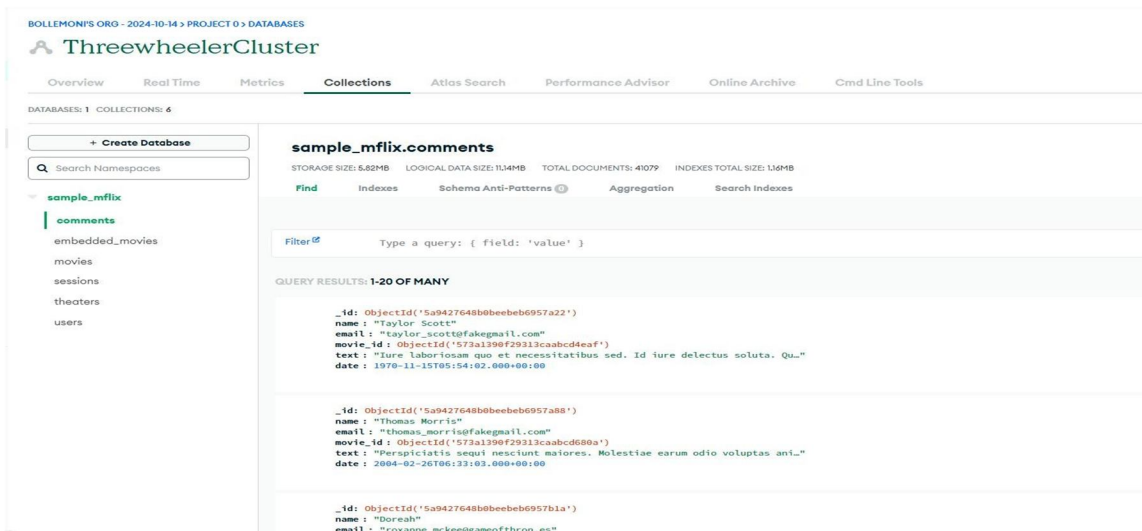 BOLLEMONI'S ORG - 2024-10-14 > PROJECT 0 > DATABASES
ThreewheelerCluster
Overview Real Time Metrics Collections Atlas Search Performance Advisor Online Archive Cmd Line Tools
DATABASES: 1 COLLECTIONS: 6
+ Create Database
Search Namespaces
sample_mflix
comments
embedded_movies
movies
sessions
theaters
users
sample_mflix.comments
STORAGE SIZE: 5.82MB LOGICAL DATA SIZE: 11.14MB TOTAL DOCUMENTS: 41079 INDEXES TOTAL SIZE: 1.16MB
Find Indexes Schema Anti-Patterns 0 Aggregation Search Indexes
Filter Type a query: { field: 'value' }
QUERY RESULTS: 1-20 OF MANY
_id: ObjectId('5a9427648b0beebeb6957a22')
name : "Taylor Scott"
email : "taylor_scott@fakegmail.com"
movie_id : ObjectId('573a1390f29313caabcd4eaf')
text : "Iure laboriosam quo et necessitatibus sed. Id iure delectus soluta. Qu…"
date : 1970-11-15T05:54:02.000+00:00
_id: ObjectId('5a9427648b0beebeb6957a88')
name : "Thomas Morris"
email : "thomas_morris@fakegmail.com"
movie_id : ObjectId('573a1390f29313caabcd680a')
text : "Perspiciatis sequi nesciunt maiores. Molestiae earum odio voluptas ani…"
date : 2004-02-26T06:33:03.000+00:00
_id: ObjectId('5a9427648b0beebeb6957b1a')
name : "Doreah"
email : "roxanne_mckee@gameofthron.es"